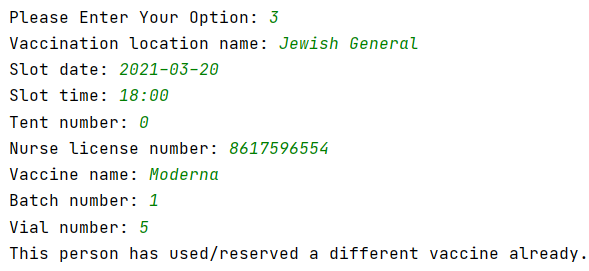 Please Enter Your Option: 3
Vaccination location name: Jewish General
Slot date: 2021-03-20
Slot time: 18:00
Tent number: 0
Nurse license number: 8617596554
Vaccine name: Moderna
Batch number: 1
Vial number: 5
This person has used/reserved a different vaccine already.